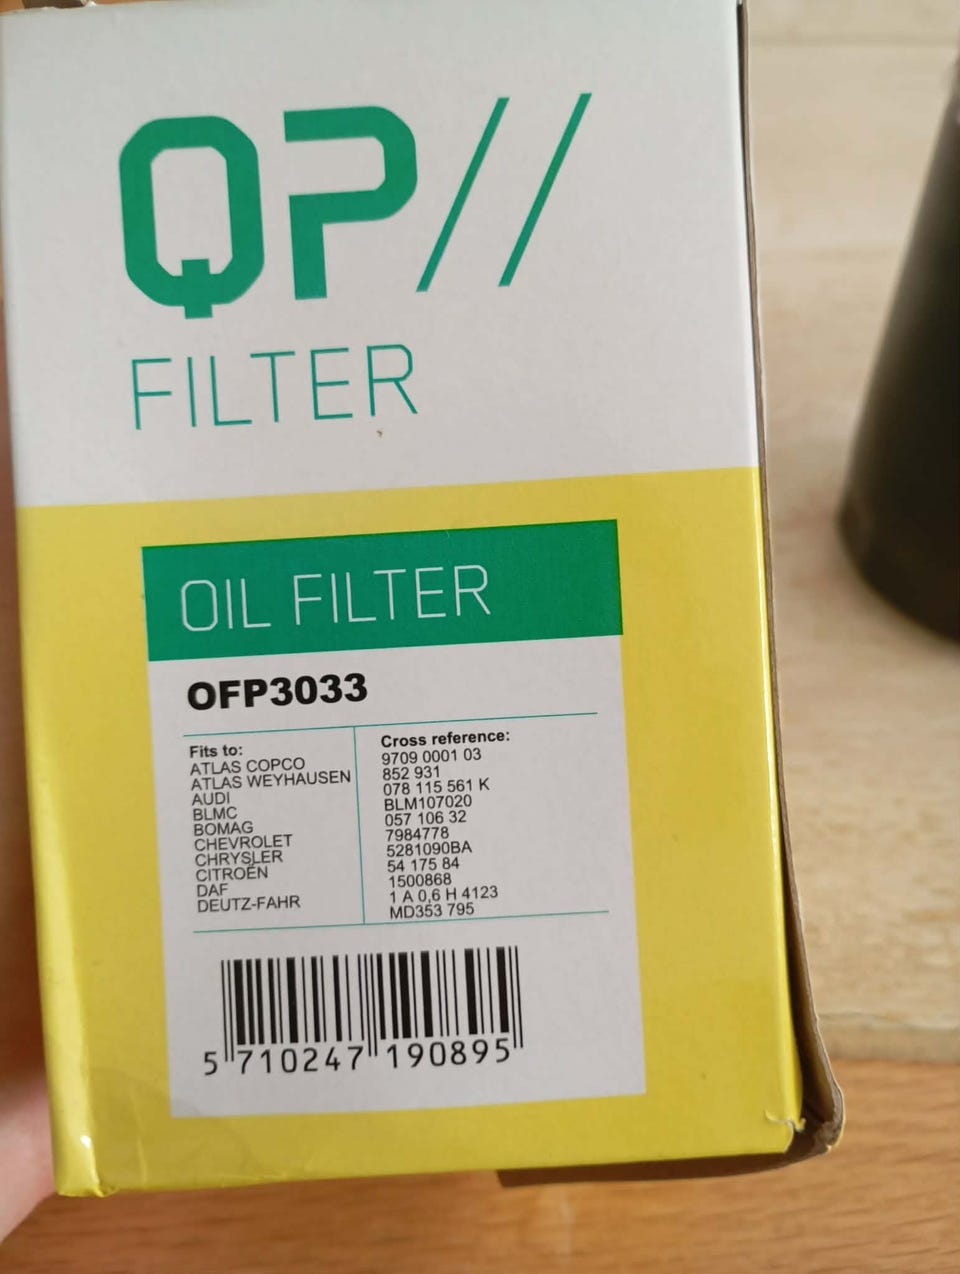 QP//
FILTER
OIL FILTER
OFP3033
Fits to:
ATLAS COPCO
ATLAS WEYHAUSEN
AUDI
BLMC
BOMAG
CHEVROLET
CHRYSLER
CITROËN
DAF
DEUTZ-FAHR
Cross reference:
9709 0001 03
852 931
078 115 561 K
BLM107020
057 106 32
7984778
5281090BA
54 175 84
1500868
1 A 0,6 H 4123
MD353 795
5 710247 190895